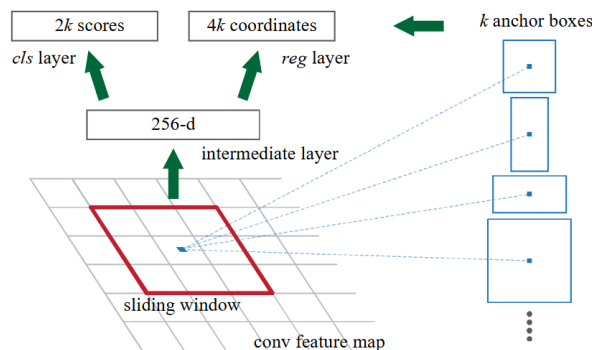 2k scores
4k coordinates
k anchor boxes
cls layer
reg layer
256-d
intermediate layer
sliding window
conv feature map